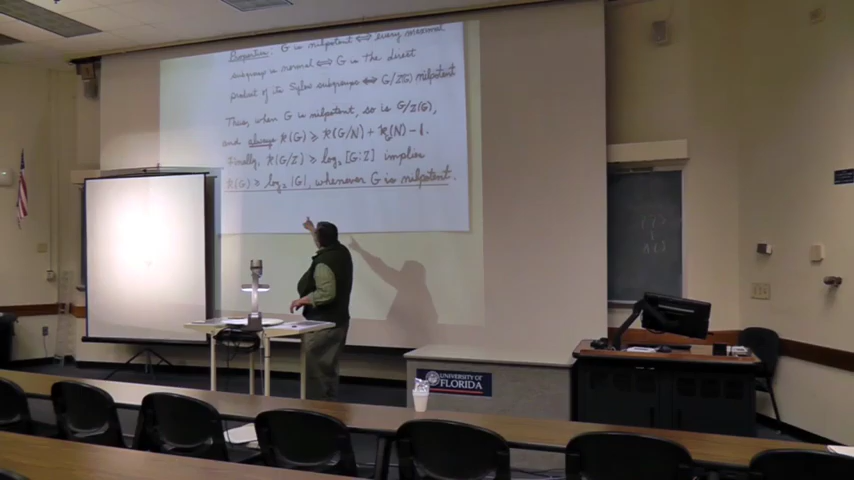 Proposition. G is nilpotent ⟺ every maximal
subgroup is normal ⟺ G is the direct
product of its Sylow subgroups ⟺ G/Z(G) nilpotent
Thus, when G is nilpotent, so is G/Z(G),
and always k(G) ≥ k(G/N) + k_G(N) - 1.
Finally, k(G/Z) ≥ log₂ [G:Z] implies
k(G) ≥ log₂ |G|, whenever G is nilpotent.
UNIVERSITY OF
FLORIDA